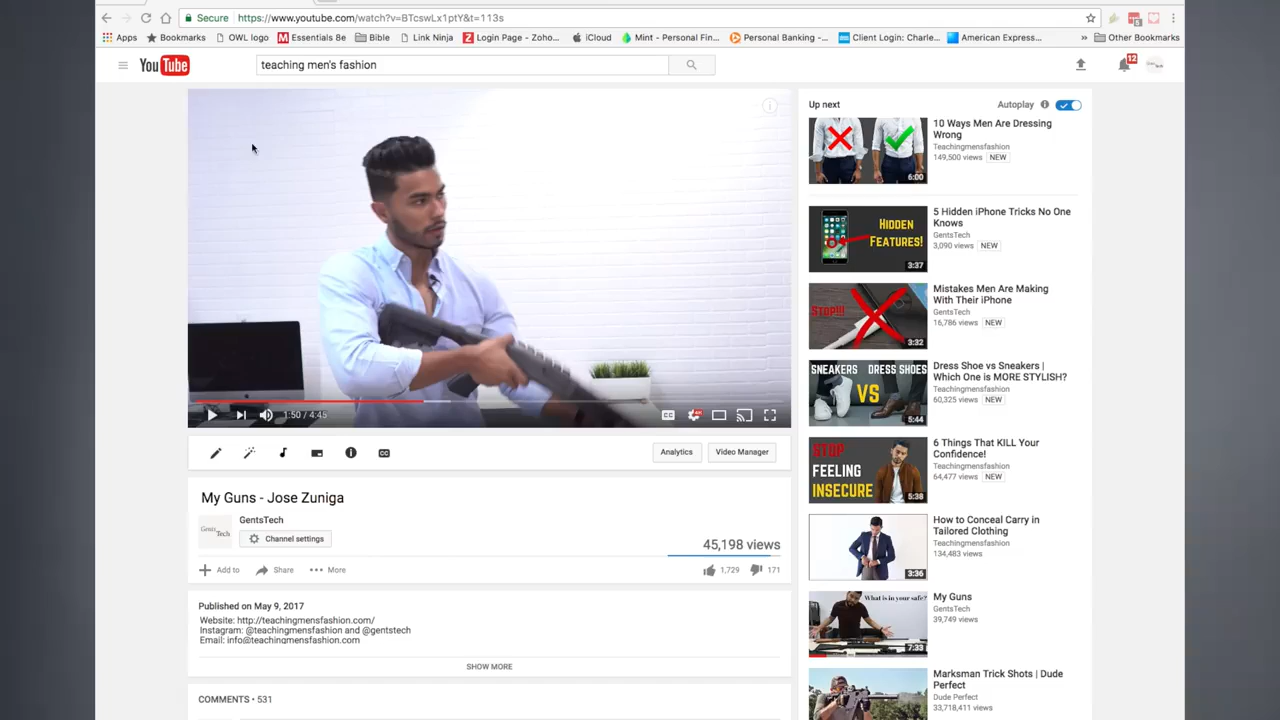 Secure https://www.youtube.com/watch?v=BTcswLx1ptY&t=113s
Apps Bookmarks OWL logo Essentials 8e Bible Link Ninja Login Page - Zoho... iCloud Mint - Personal Fin... Personal Banking -... Client Login: Charle... American Express... » Other Bookmarks
YouTube teaching men's fashion 12
Up next Autoplay
10 Ways Men Are Dressing
Wrong
Teachingmensfashion
149,500 views NEW
6:00
5 Hidden iPhone Tricks No One
Knows
GentsTech
3,090 views NEW
HIDDEN
FEATURES!
3:37
Mistakes Men Are Making
With Their iPhone
GentsTech
16,786 views NEW
STOP!!!
3:32
Dress Shoe vs Sneakers |
Which One is MORE STYLISH?
Teachingmensfashion
60,325 views NEW
SNEAKERS DRESS SHOES
VS
5:44
1:50 / 4:45
CC
CC
Analytics Video Manager
6 Things That KILL Your
Confidence!
Teachingmensfashion
64,477 views NEW
STOP
FEELING
INSECURE
5:38
My Guns - Jose Zuniga
Gents
Tech
GentsTech
Channel settings
45,198 views
Add to Share More 1,729 171
How to Conceal Carry in
Tailored Clothing
Teachingmensfashion
134,483 views
3:36
Published on May 9, 2017
Website: http://teachingmensfashion.com/
Instagram: @teachingmensfashion and @gentstech
Email: info@teachingmensfashion.com
SHOW MORE
My Guns
GentsTech
39,749 views
What is in your safe?
7:33
Marksman Trick Shots | Dude
Perfect
Dude Perfect
33,718,411 views
COMMENTS • 531